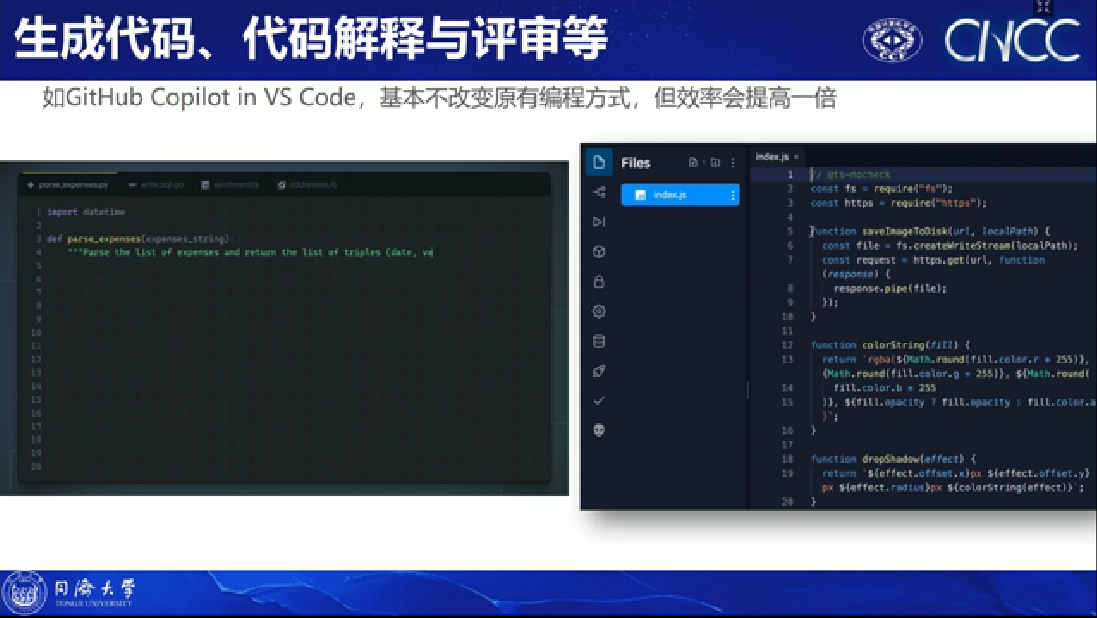 生成代码、代码解释与评审等
CNCC
如GitHub Copilot in VS Code，基本不改变原有编程方式，但效率会提高一倍
parse_expenses.py write_sql.go sentiment.ts addresses.rb
1 import datetime
2
3 def parse_expenses(expenses_string):
4 """Parse the list of expenses and return the list of triples (date, va
5
6
7
8
9
10
11
12
13
14
15
16
17
18
19
20
Files
index.js
index.js ×
1 // @ts-nocheck
2 const fs = require("fs");
3 const https = require("https");
4
5 function saveImageToDisk(url, localPath) {
6 const file = fs.createWriteStream(localPath);
7 const request = https.get(url, function
(response) {
8 response.pipe(file);
9 });
10 }
11
12 function colorString(fill) {
13 return `rgba(${Math.round(fill.color.r * 255)},
{Math.round(fill.color.g * 255)}, ${Math.round(
14 fill.color.b * 255
15 )}, ${fill.opacity ? fill.opacity : fill.color.a
)`;
16 }
17
18 function dropShadow(effect) {
19 return `${effect.offset.x}px ${effect.offset.y}
px ${effect.radius}px ${colorString(effect)}`;
20 }
同济大学
TONGJI UNIVERSITY